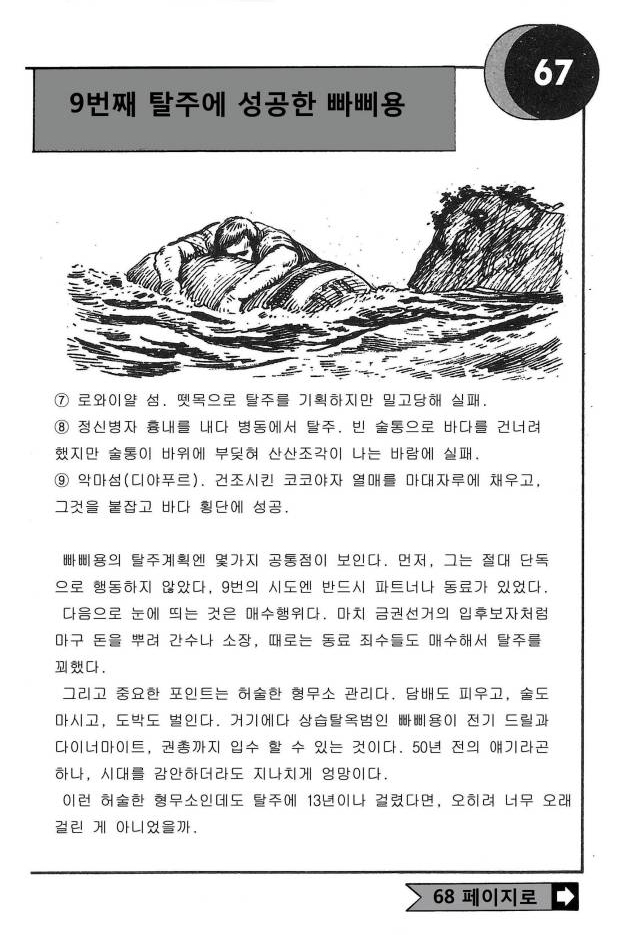 67
9번째 탈주에 성공한 빠삐용
⑦ 로와이얄 섬. 뗏목으로 탈주를 기획하지만 밀고당해 실패.
⑧ 정신병자 흉내를 내다 병동에서 탈주. 빈 술통으로 바다를 건너려
했지만 술통이 바위에 부딪혀 산산조각이 나는 바람에 실패.
⑨ 악마섬(디야푸르). 건조시킨 코코야자 열매를 마대자루에 채우고,
그것을 붙잡고 바다 횡단에 성공.
빠삐용의 탈주계획엔 몇가지 공통점이 보인다. 먼저, 그는 절대 단독
으로 행동하지 않았다, 9번의 시도엔 반드시 파트너나 동료가 있었다.
다음으로 눈에 띄는 것은 매수행위다. 마치 금권선거의 입후보자처럼
마구 돈을 뿌려 간수나 소장, 때로는 동료 죄수들도 매수해서 탈주를
꾀했다.
그리고 중요한 포인트는 허술한 형무소 관리다. 담배도 피우고, 술도
마시고, 도박도 벌인다. 거기에다 상습탈옥범인 빠삐용이 전기 드릴과
다이너마이트, 권총까지 입수 할 수 있는 것이다. 50년 전의 얘기라곤
하나, 시대를 감안하더라도 지나치게 엉망이다.
이런 허술한 형무소인데도 탈주에 13년이나 걸렸다면, 오히려 너무 오래
걸린 게 아니었을까.
68 페이지로